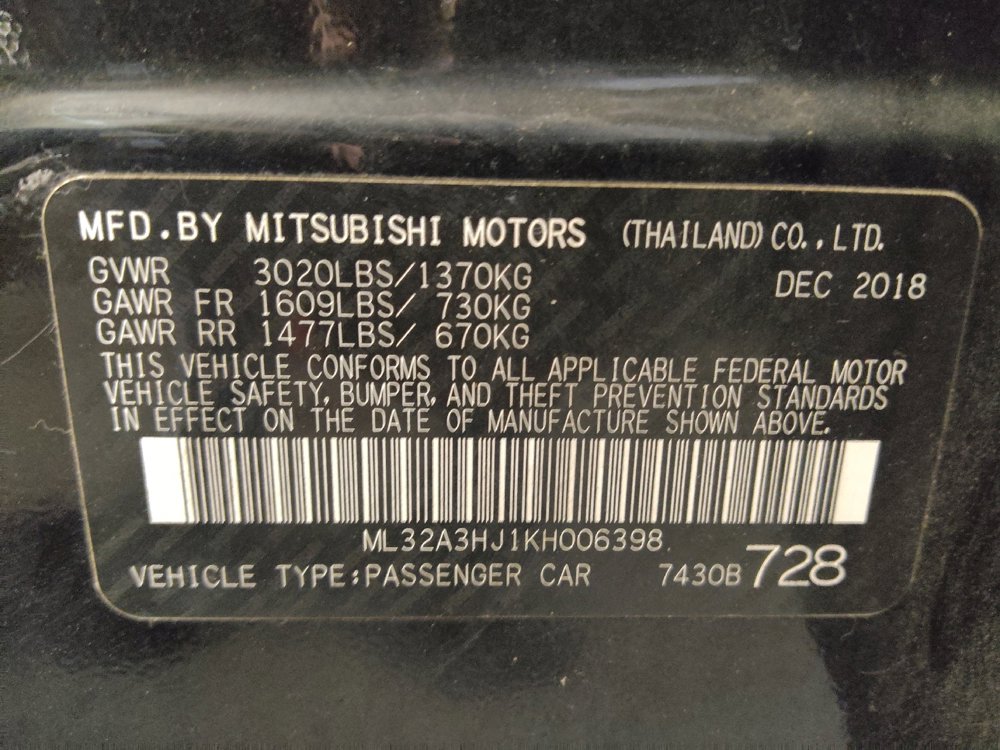 MFD.BY MITSUBISHI MOTORS (THAILAND) CO., LTD.
GVWR 3020LBS/1370KG DEC 2018
GAWR FR 1609LBS/ 730KG
GAWR RR 1477LBS/ 670KG
THIS VEHICLE CONFORMS TO ALL APPLICABLE FEDERAL MOTOR
VEHICLE SAFETY, BUMPER, AND THEFT PREVENTION STANDARDS
IN EFFECT ON THE DATE OF MANUFACTURE SHOWN ABOVE.
ML32A3HJ1KH006398
VEHICLE TYPE:PASSENGER CAR 7430B728